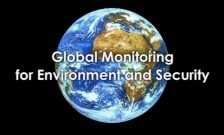 Global Monitoring
for Environment and Security